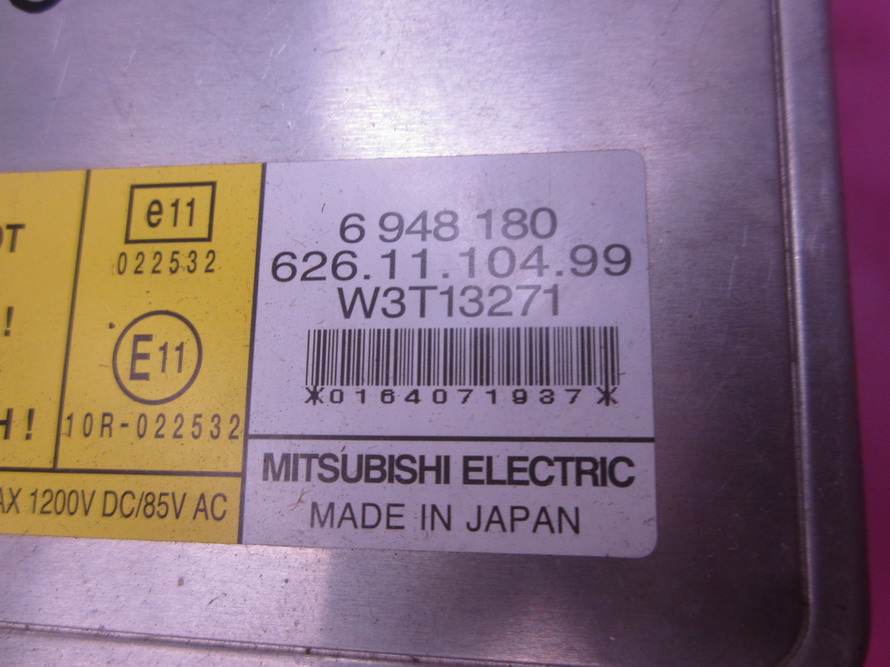 !
H!
e11
022532
E11
10R-022532
1200V DC/85V AC
6 948 180
626.11.104.99
W3T13271
*0164071937*
MITSUBISHI ELECTRIC
MADE IN JAPAN